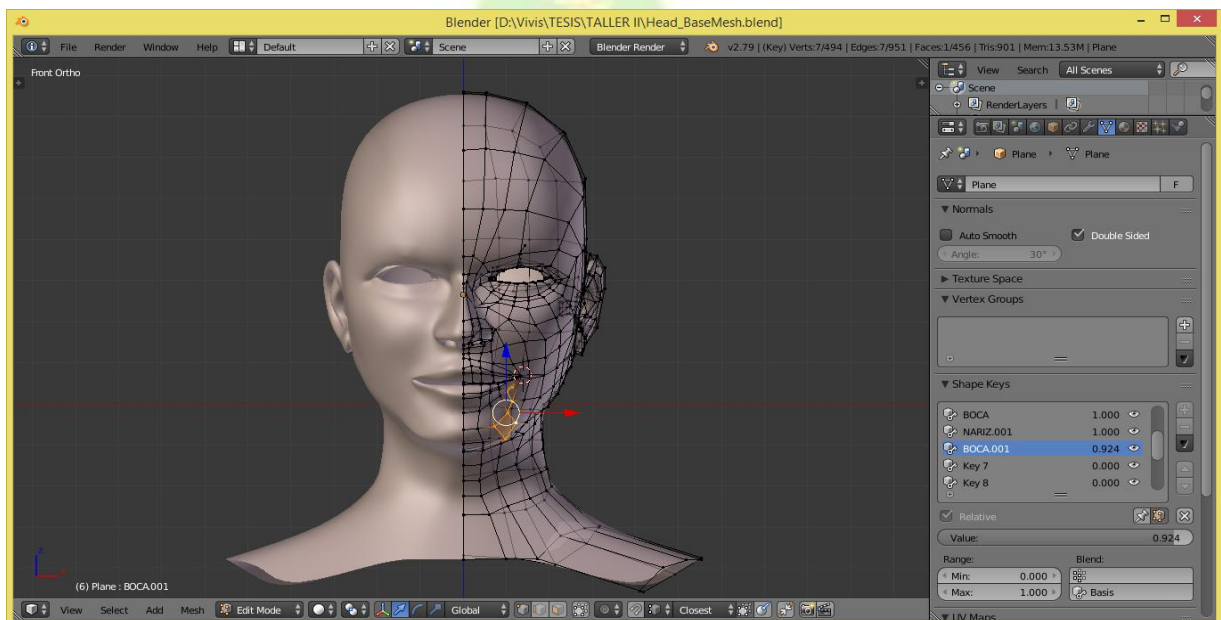 Blender [D:\Vivis\TESIS\TALLER II\Head_BaseMesh.blend]
File Render Window Help Default Scene Blender Render v2.79 | (Key) Verts:7/494 | Edges:7/951 | Faces:1/456 | Tris:901 | Mem:13.53M | Plane
Front Ortho
View Search All Scenes
Scene
RenderLayers |
Plane Plane
Plane F
Normals
Auto Smooth Double Sided
Angle: 30°
Texture Space
Vertex Groups
Shape Keys
BOCA 1.000
NARIZ.001 1.000
BOCA.001 0.924
Key 7 0.000
Key 8 0.000
Relative
Value: 0.924
Range: Blend:
Min: 0.000
Max: 1.000 Basis
UV Maps
z
x
(6) Plane : BOCA.001
View Select Add Mesh Edit Mode Global Closest